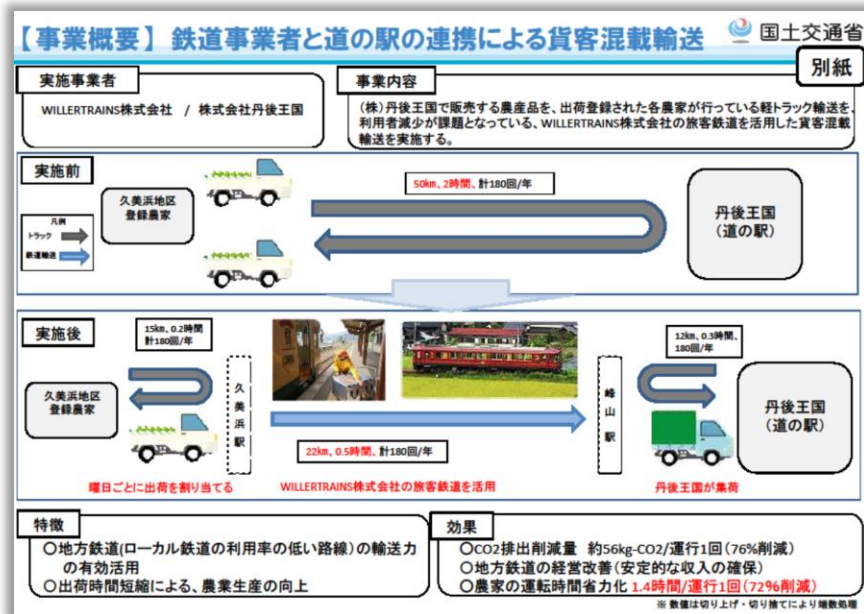 【事業概要】鉄道事業者と道の駅の連携による貨客混載輸送
国土交通省
別紙
実施事業者
WILLERTRAINS株式会社 / 株式会社丹後王国
事業内容
(株)丹後王国で販売する農産品を、出荷登録された各農家が行っている軽トラック輸送を、
利用者減少が課題となっている、WILLERTRAINS株式会社の旅客鉄道を活用した貨客混載
輸送を実施する。
実施前
久美浜地区
登録農家
凡例
トラック
鉄道輸送
50km、2時間、計180回/年
丹後王国
(道の駅)
実施後
15km、0.2時間
計180回/年
久美浜地区
登録農家
久美浜駅
22km、0.5時間、計180回/年
峰山駅
12km、0.3時間、
180回/年
丹後王国
(道の駅)
曜日ごとに出荷を割り当てる
WILLERTRAINS株式会社の旅客鉄道を活用
丹後王国が集荷
特徴
○地方鉄道(ローカル鉄道の利用率の低い路線)の輸送力
の有効活用
○出荷時間短縮による、農業生産の向上
効果
○CO2排出削減量 約56kg-CO2/運行1回(76%削減)
○地方鉄道の経営改善(安定的な収入の確保)
○農家の運転時間省力化 1.4時間/運行1回(72%削減)
※ 数値は切り上げ・切り捨てにより端数処理